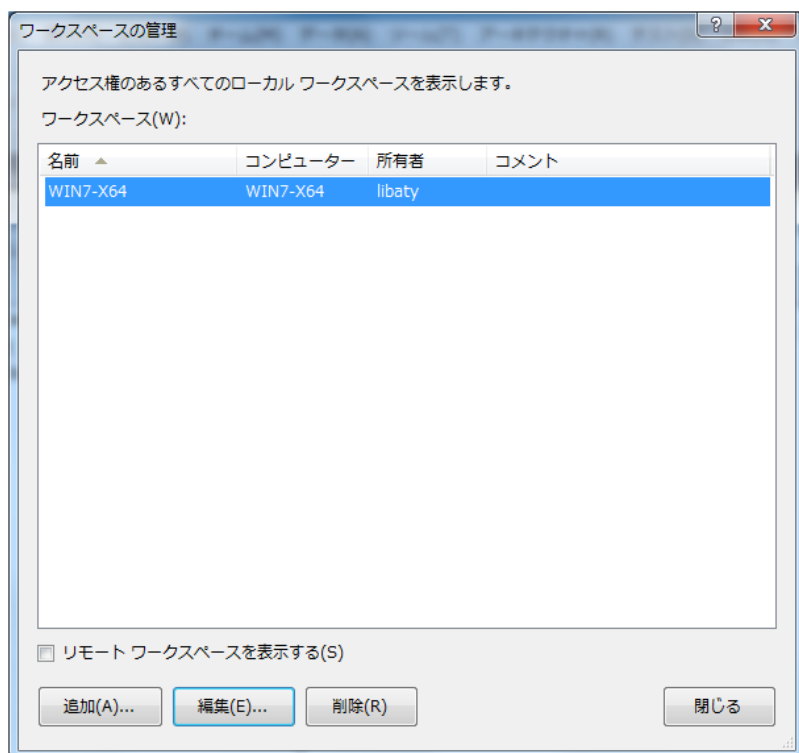 ワークスペースの管理
アクセス権のあるすべてのローカル ワークスペースを表示します。
ワークスペース(W):
名前 コンピューター 所有者 コメント
WIN7-X64 WIN7-X64 libaty
リモート ワークスペースを表示する(S)
追加(A)... 編集(E)... 削除(R) 閉じる